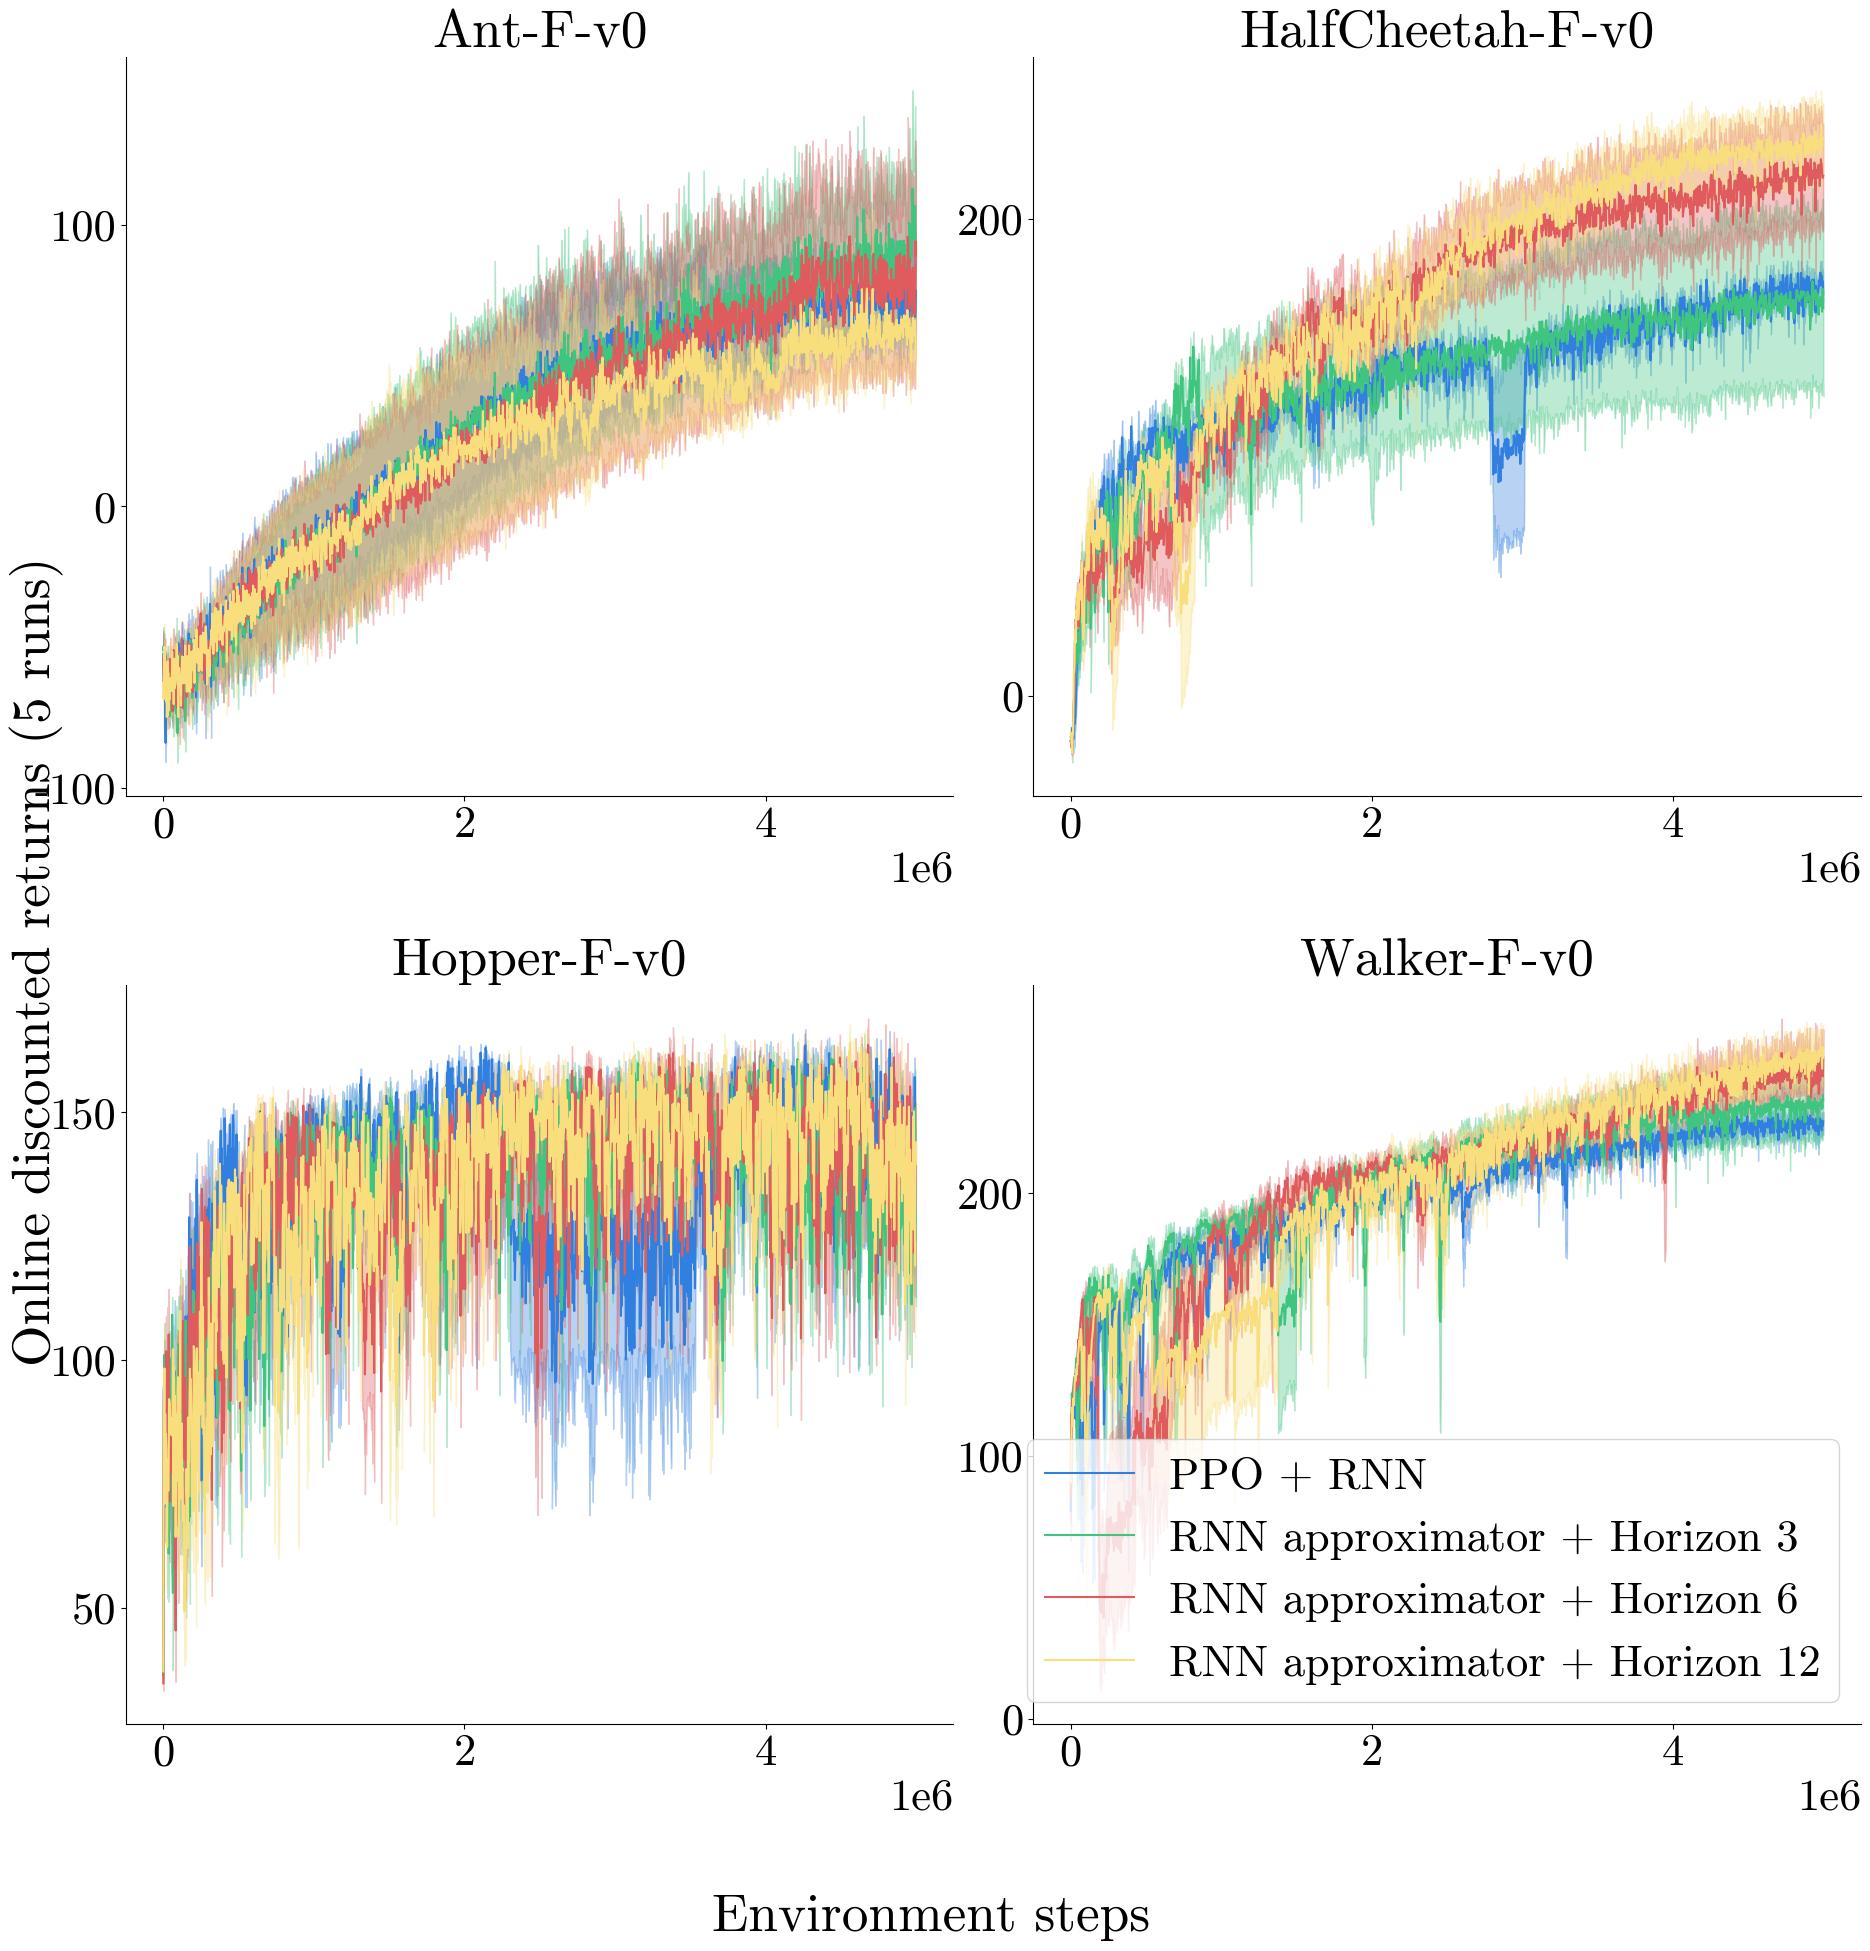 Ant-F-v0
HalfCheetah-F-v0
100
0
100
0 2 4
1e6
200
0
0 2 4
1e6
Online discounted returns (5 runs)
Hopper-F-v0
Walker-F-v0
150
100
50
0 2 4
1e6
200
100
0
0 2 4
1e6
PPO + RNN
RNN approximator + Horizon 3
RNN approximator + Horizon 6
RNN approximator + Horizon 12
Environment steps